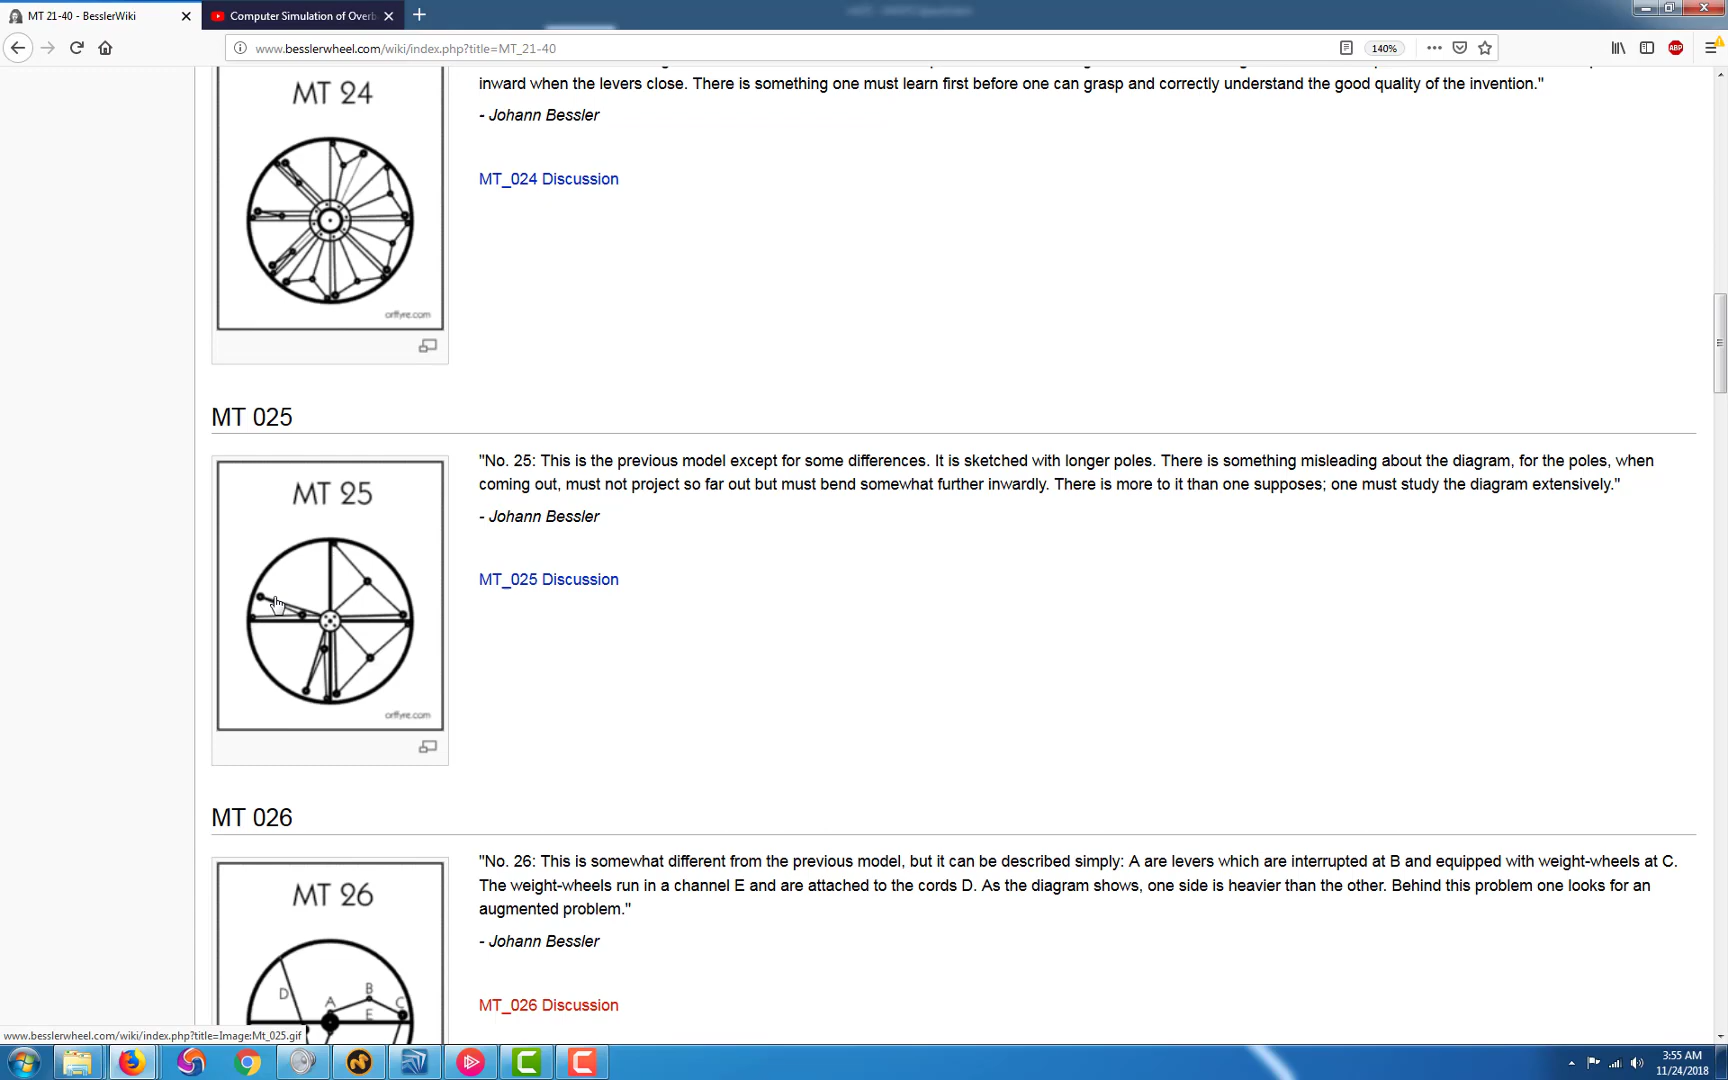 MT 21-40 - BesslerWiki
Computer Simulation of Overb
www.besslerwheel.com/wiki/index.php?title=MT_21-40
140%
ABP
MT 24
orffyre.com
inward when the levers close. There is something one must learn first before one can grasp and correctly understand the good quality of the invention."
- Johann Bessler
MT_024 Discussion
MT 025
MT 25
orffyre.com
"No. 25: This is the previous model except for some differences. It is sketched with longer poles. There is something misleading about the diagram, for the poles, when
coming out, must not project so far out but must bend somewhat further inwardly. There is more to it than one supposes; one must study the diagram extensively."
- Johann Bessler
MT_025 Discussion
MT 026
MT 26
D
A
B
C
E
"No. 26: This is somewhat different from the previous model, but it can be described simply: A are levers which are interrupted at B and equipped with weight-wheels at C.
The weight-wheels run in a channel E and are attached to the cords D. As the diagram shows, one side is heavier than the other. Behind this problem one looks for an
augmented problem."
- Johann Bessler
MT_026 Discussion
www.besslerwheel.com/wiki/index.php?title=Image:Mt_025.gif
3:55 AM
11/24/2018